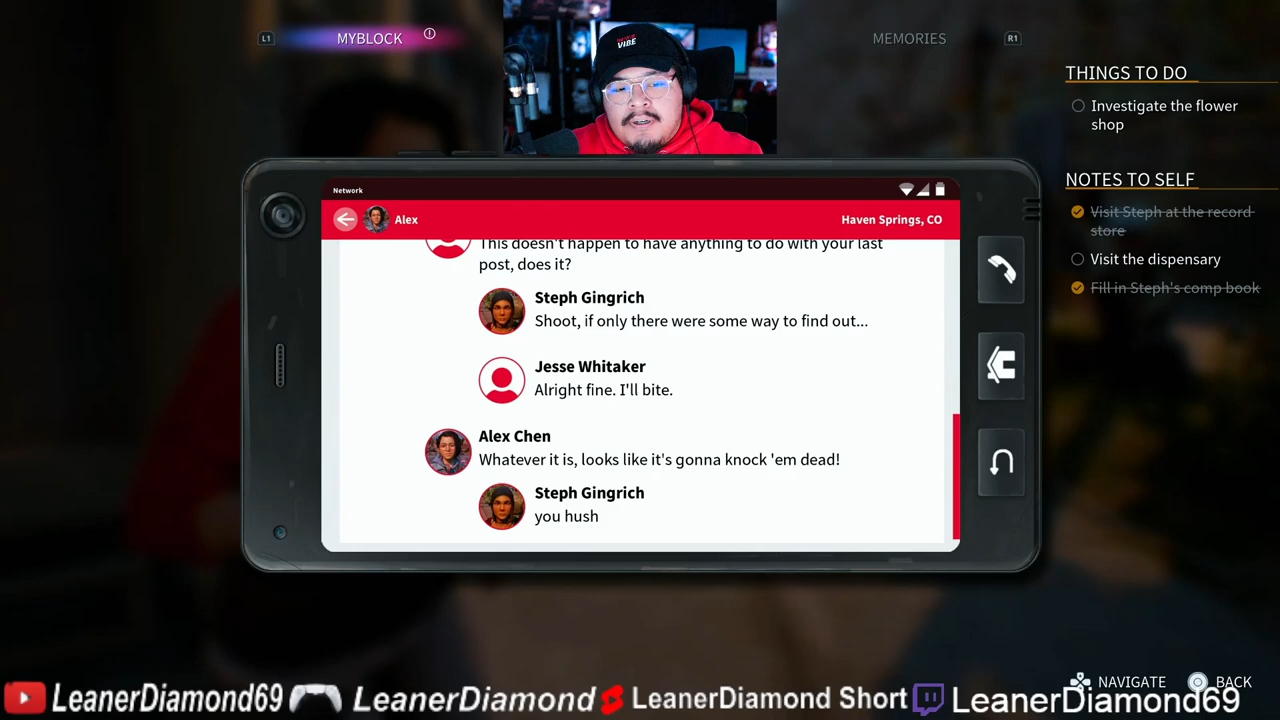 L1
MYBLOCK
MEMORIES
R1
VIBE
THINGS TO DO
Investigate the flower
shop
NOTES TO SELF
Visit Steph at the record
store
Visit the dispensary
Fill in Steph's comp book
Network
Alex
Haven Springs, CO
This doesn't happen to have anything to do with your last
post, does it?
Steph Gingrich
Shoot, if only there were some way to find out...
Jesse Whitaker
Alright fine. I'll bite.
Alex Chen
Whatever it is, looks like it's gonna knock 'em dead!
Steph Gingrich
you hush
NAVIGATE
BACK
LeanerDiamond69
LeanerDiamond
LeanerDiamond Short
LeanerDiamond69